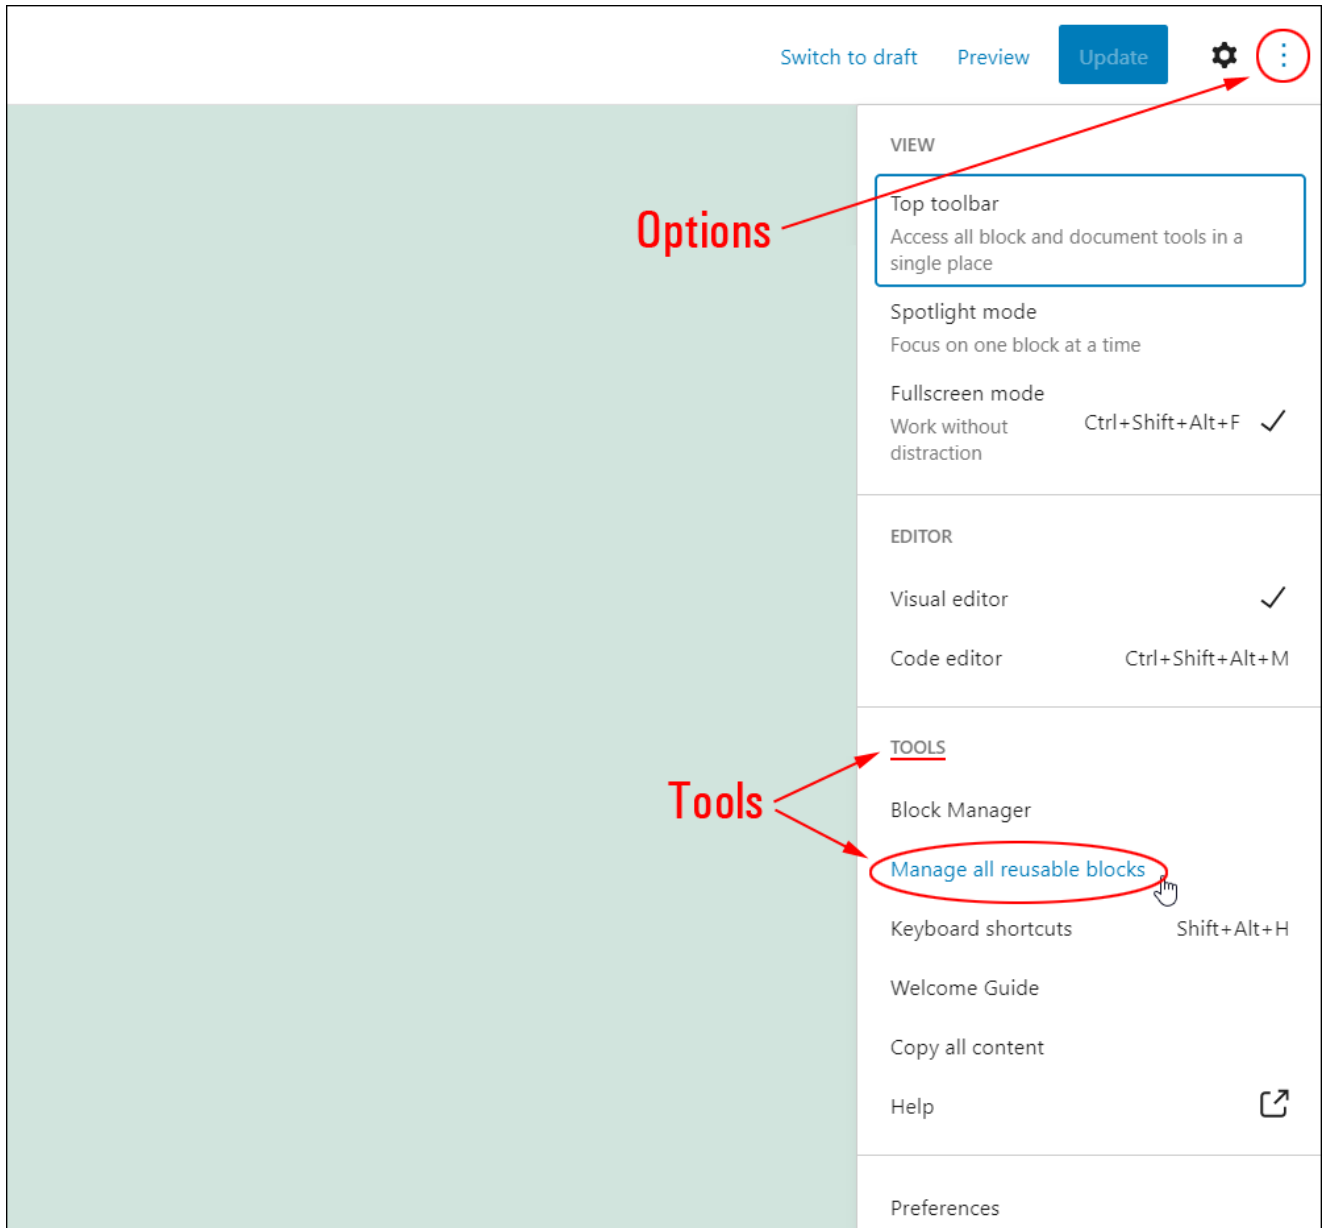 Switch to draft Preview Update
VIEW
Options
Top toolbar
Access all block and document tools in a
single place
Spotlight mode
Focus on one block at a time
Fullscreen mode
Work without
distraction
Ctrl+Shift+Alt+F
EDITOR
Visual editor
Code editor Ctrl+Shift+Alt+M
TOOLS
Tools
Block Manager
Manage all reusable blocks
Keyboard shortcuts Shift+Alt+H
Welcome Guide
Copy all content
Help
Preferences